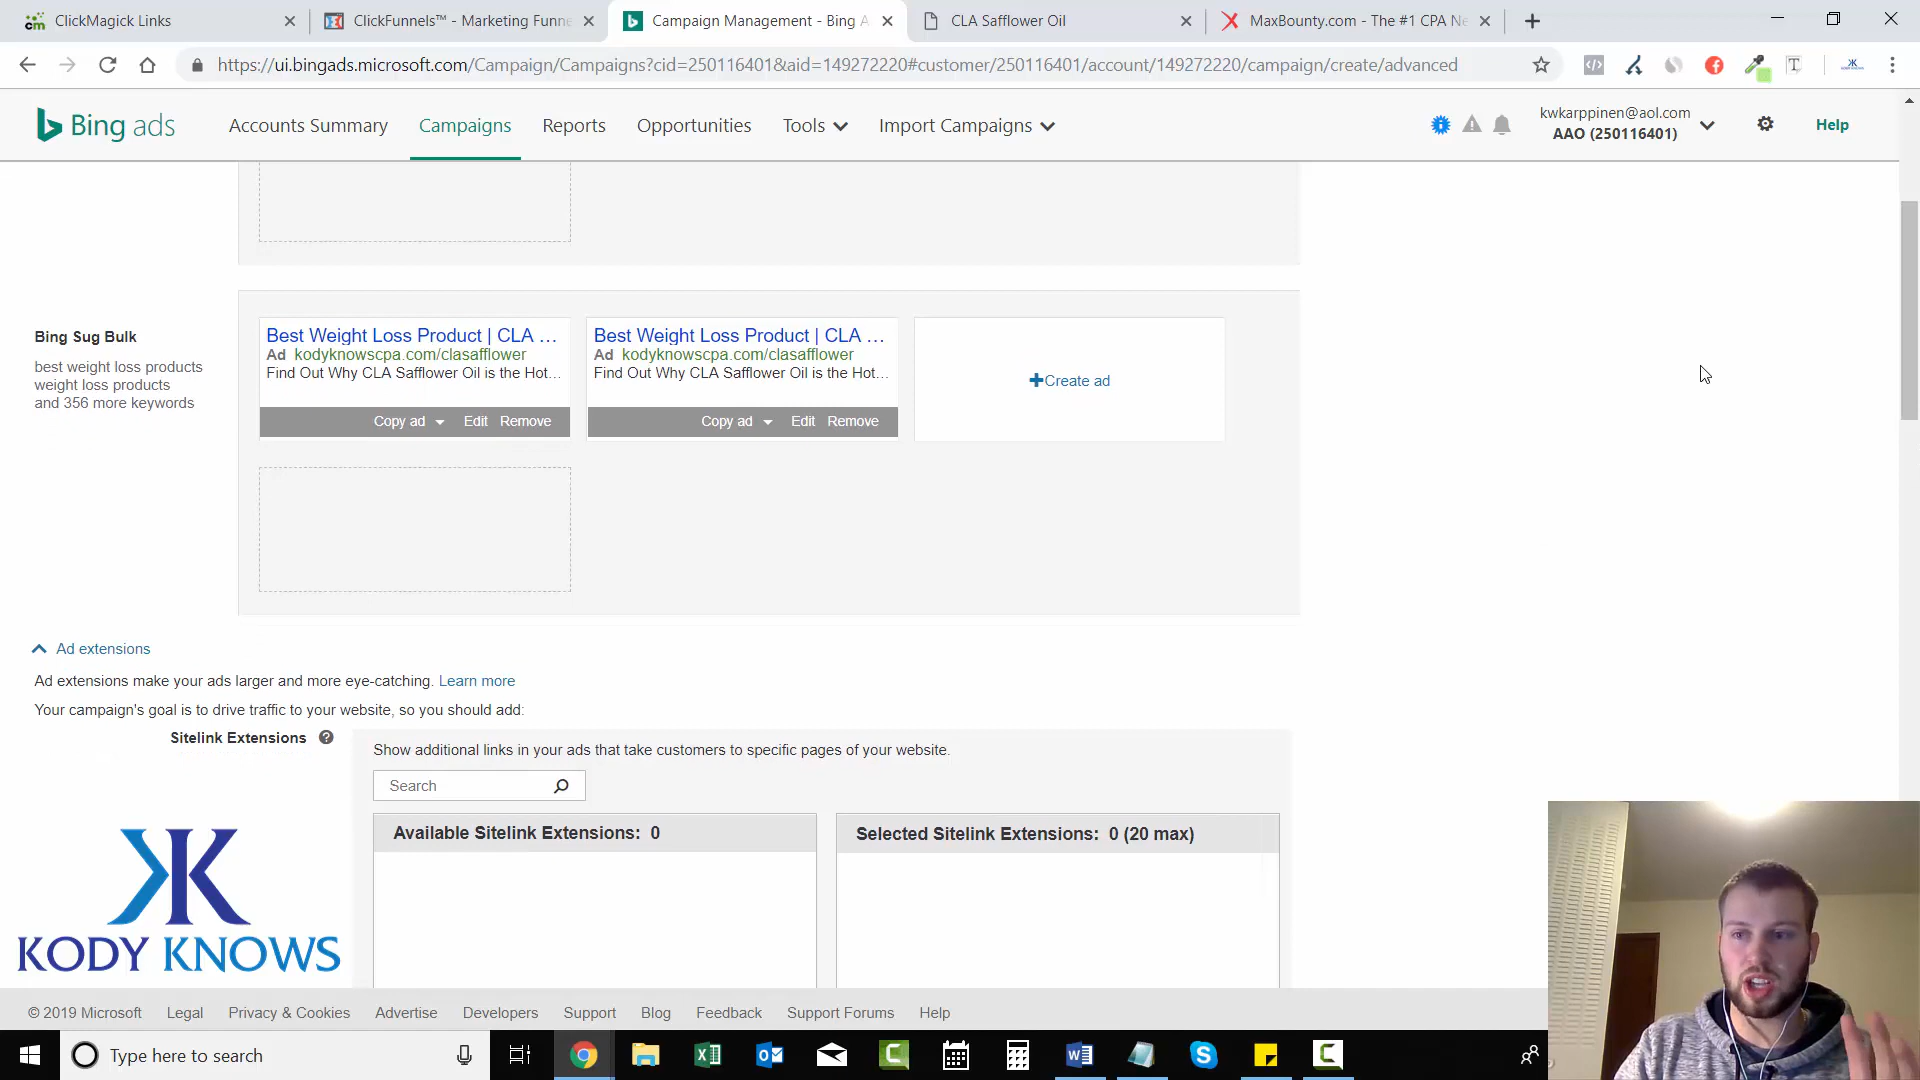 ClickMagick Links
ClickFunnels™ - Marketing Funn
Campaign Management - Bing A
CLA Safflower Oil
MaxBounty.com - The #1 CPA Ne
https://ui.bingads.microsoft.com/Campaign/Campaigns?cid=250116401&aid=149272220#customer/250116401/account/149272220/campaign/create/advanced
Bing ads
Accounts Summary
Campaigns
Reports
Opportunities
Tools
Import Campaigns
kwkarppinen@aol.com
AAO (250116401)
Help
Bing Sug Bulk
best weight loss products
weight loss products
and 356 more keywords
Best Weight Loss Product | CLA ...
Ad kodyknowscpa.com/clasafflower
Find Out Why CLA Safflower Oil is the Hot...
Copy ad Edit Remove
Best Weight Loss Product | CLA ...
Ad kodyknowscpa.com/clasafflower
Find Out Why CLA Safflower Oil is the Hot...
Copy ad Edit Remove
+Create ad
Ad extensions
Ad extensions make your ads larger and more eye-catching. Learn more
Your campaign's goal is to drive traffic to your website, so you should add:
Sitelink Extensions ?
Show additional links in your ads that take customers to specific pages of your website.
Search
Available Sitelink Extensions: 0
Selected Sitelink Extensions: 0 (20 max)
KK
KODY KNOWS
© 2019 Microsoft Legal Privacy & Cookies Advertise Developers Support Blog Feedback Support Forums Help
Type here to search